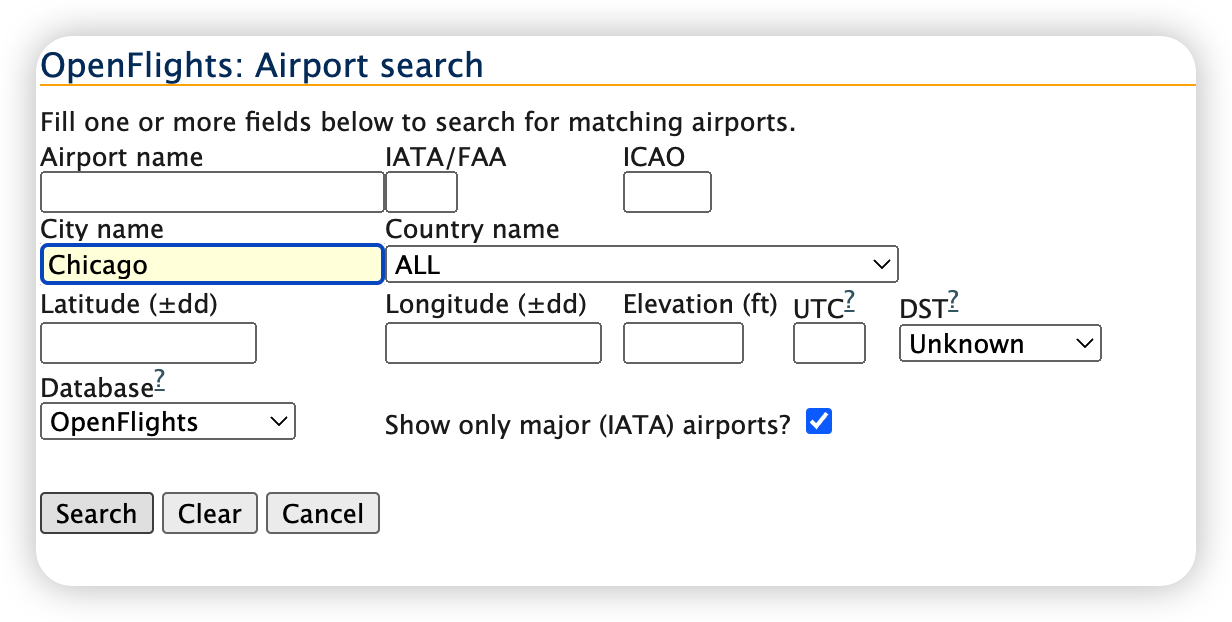 OpenFlights: Airport search
Fill one or more fields below to search for matching airports.
Airport name IATA/FAA ICAO
City name Country name
Chicago ALL
Latitude (±dd) Longitude (±dd) Elevation (ft) UTC? DST?
Unknown
Database?
OpenFlights Show only major (IATA) airports?
Search Clear Cancel